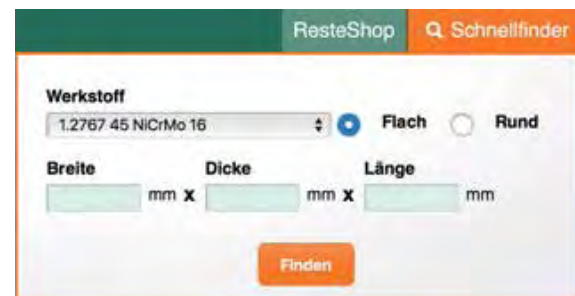 ResteShop Schnellfinder
Werkstoff
1.2767 45 NiCrMo 16 Flach Rund
Breite Dicke Länge
mm x mm x mm
Finden